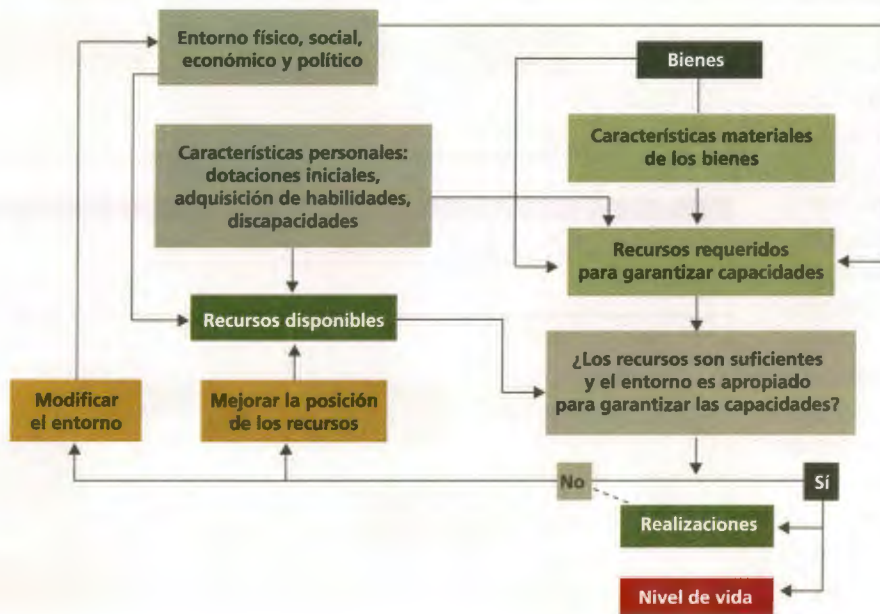 Entorno físico, social,
económico y político
Bienes
Características materiales
de los bienes
Características personales:
dotaciones iniciales,
adquisición de habilidades,
discapacidades
Recursos requeridos
para garantizar capacidades
Recursos disponibles
¿Los recursos son suficientes
y el entorno es apropiado
para garantizar las capacidades?
Modificar
el entorno
Mejorar la posición
de los recursos
No
Sí
Realizaciones
Nivel de vida